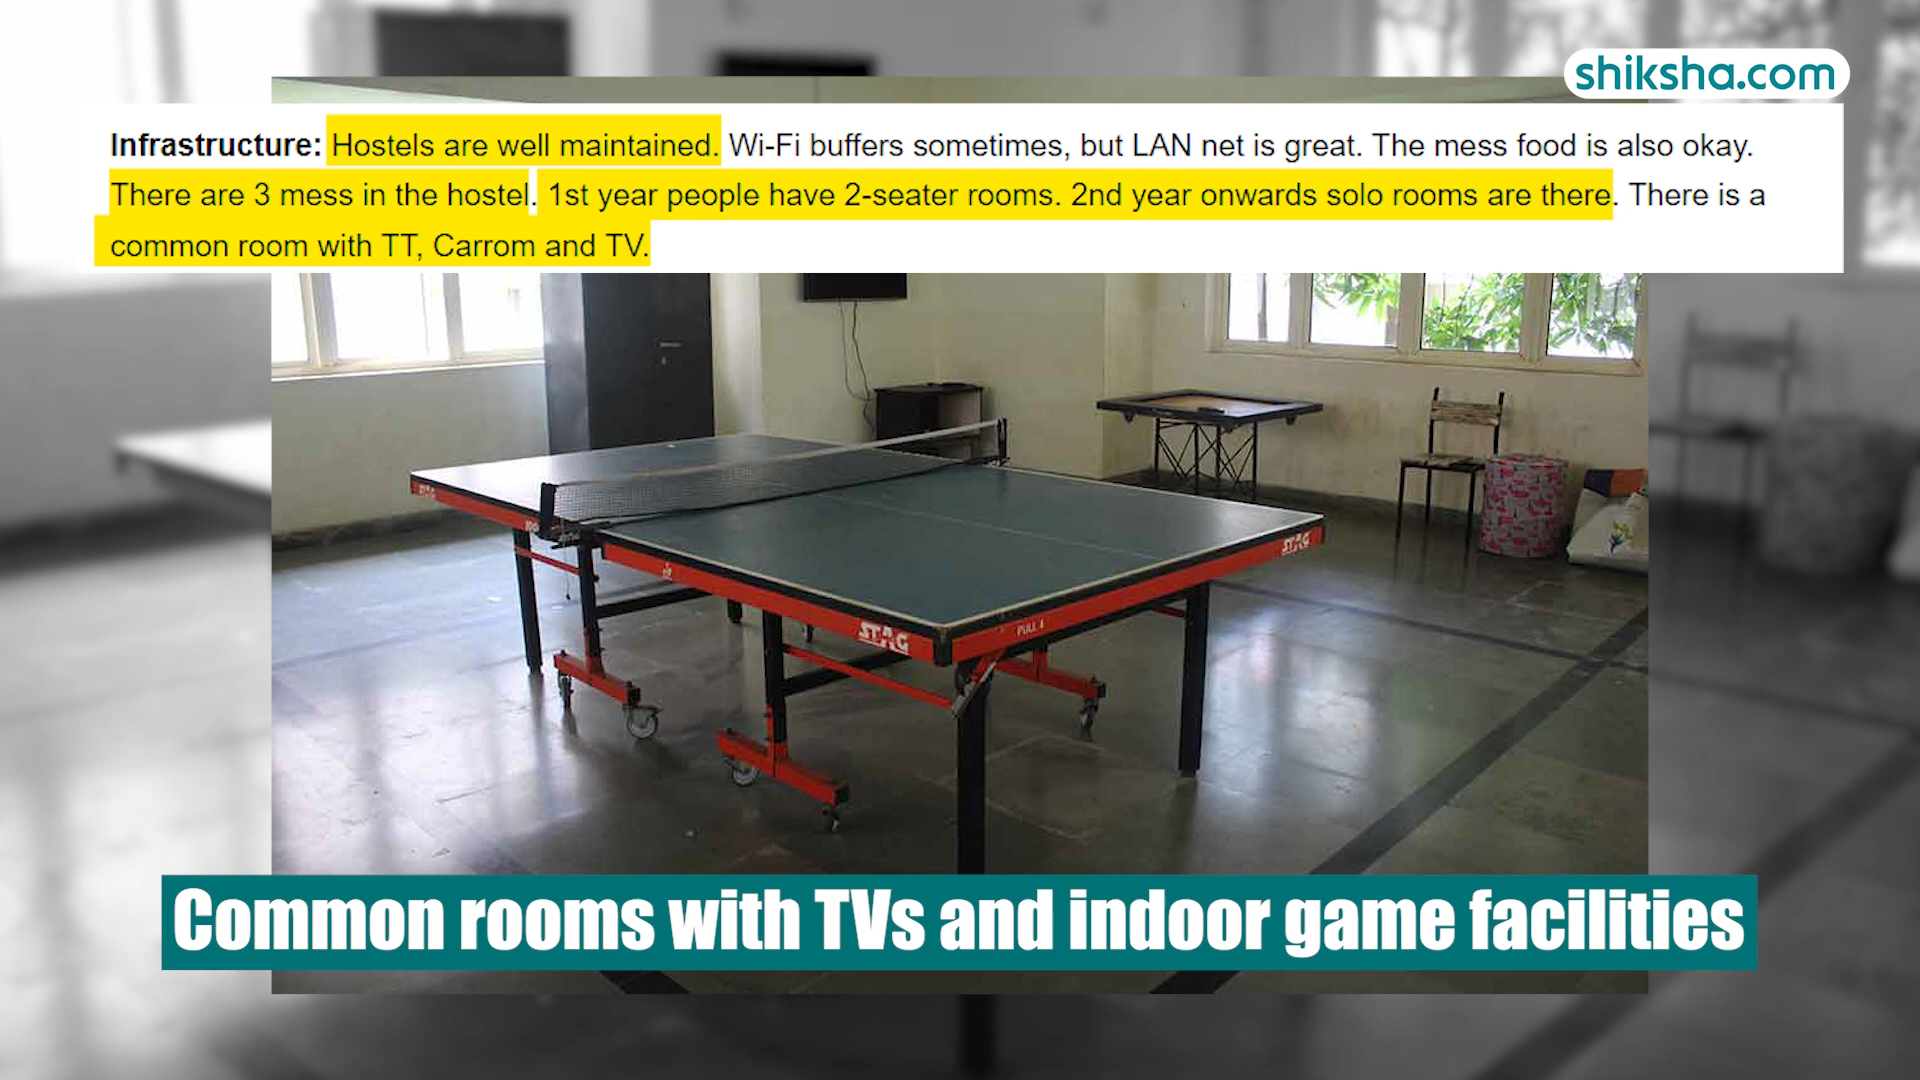 shiksha.com
Infrastructure: Hostels are well maintained. Wi-Fi buffers sometimes, but LAN net is great. The mess food is also okay.
There are 3 mess in the hostel. 1st year people have 2-seater rooms. 2nd year onwards solo rooms are there. There is a
common room with TT, Carrom and TV.
STAG
STAG
STAG
PULL
Common rooms with TVs and indoor game facilities